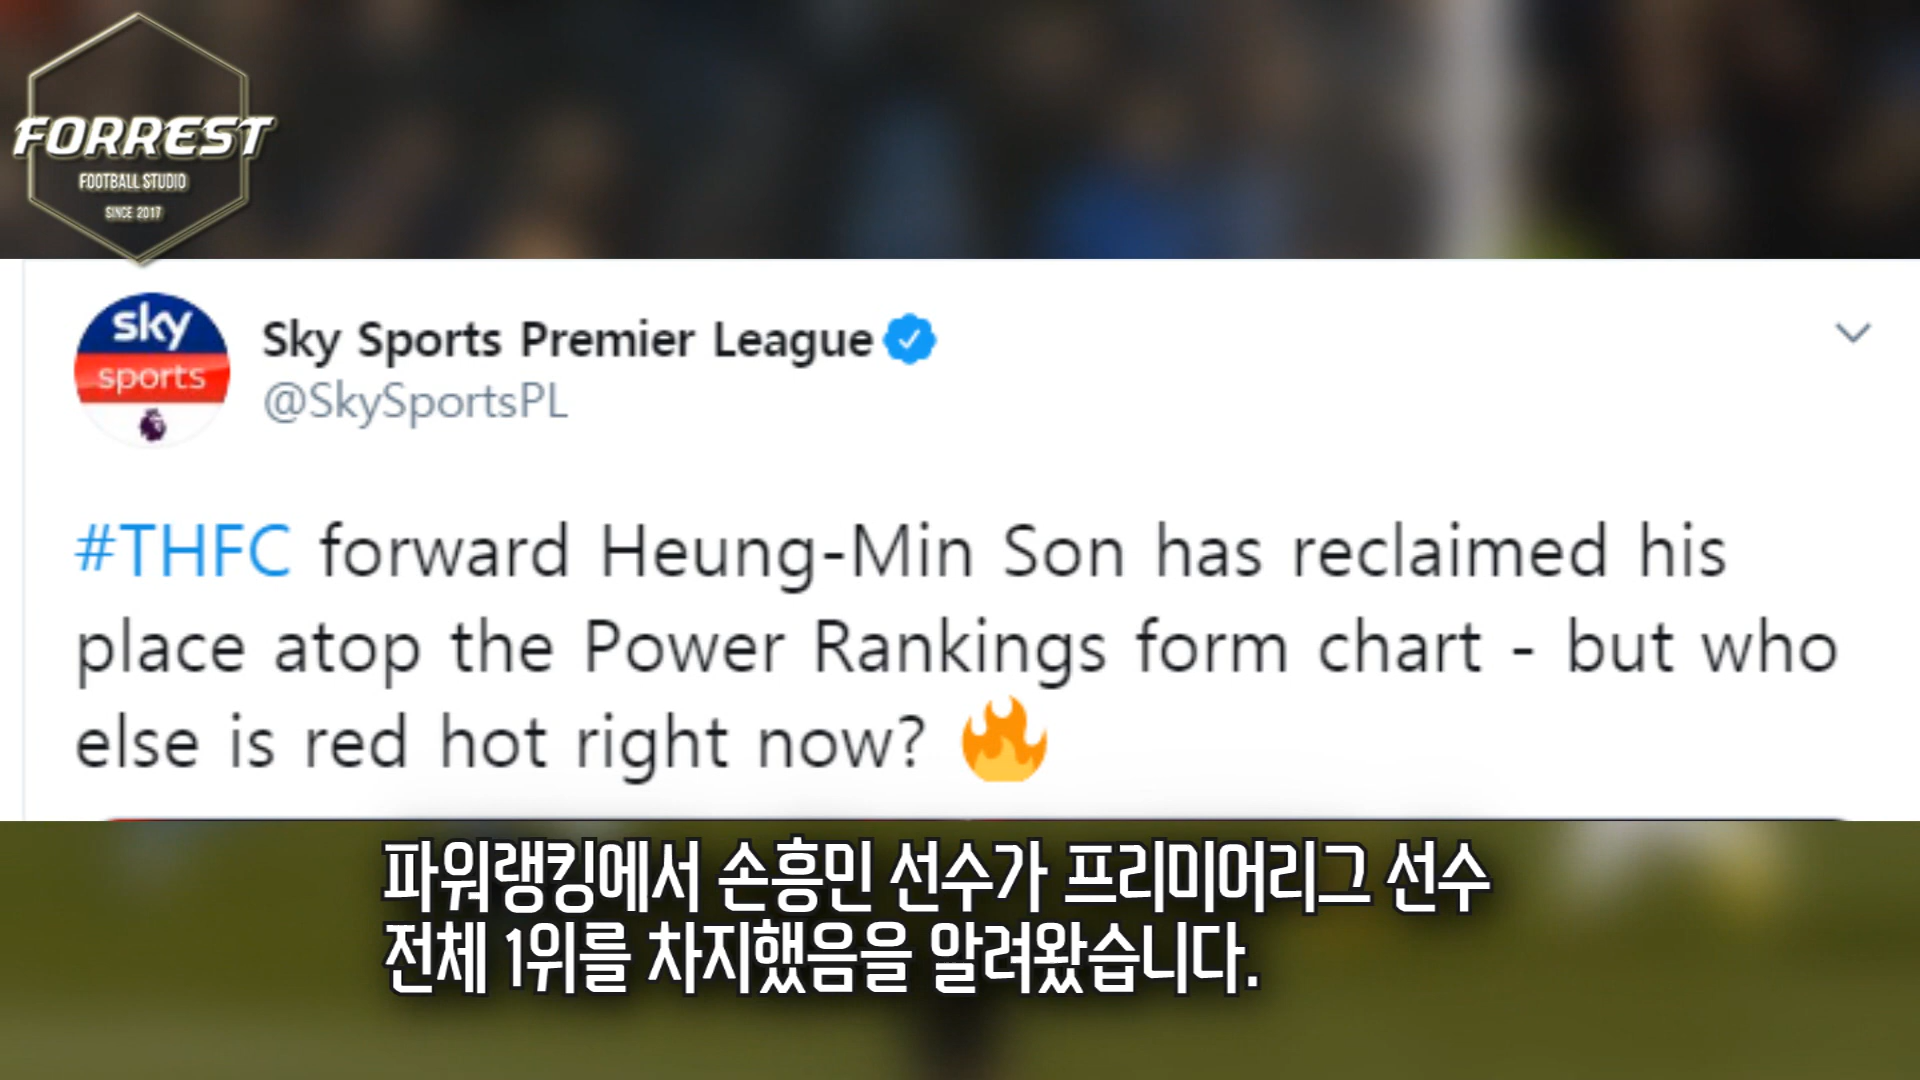 FORREST
FOOTBALL STUDIO
SINCE 2017
sky
sports
Sky Sports Premier League
@SkySportsPL
#THFC forward Heung-Min Son has reclaimed his
place atop the Power Rankings form chart - but who
else is red hot right now? 🔥
파워랭킹에서 손흥민 선수가 프리미어리그 선수
전체 1위를 차지했음을 알려왔습니다.